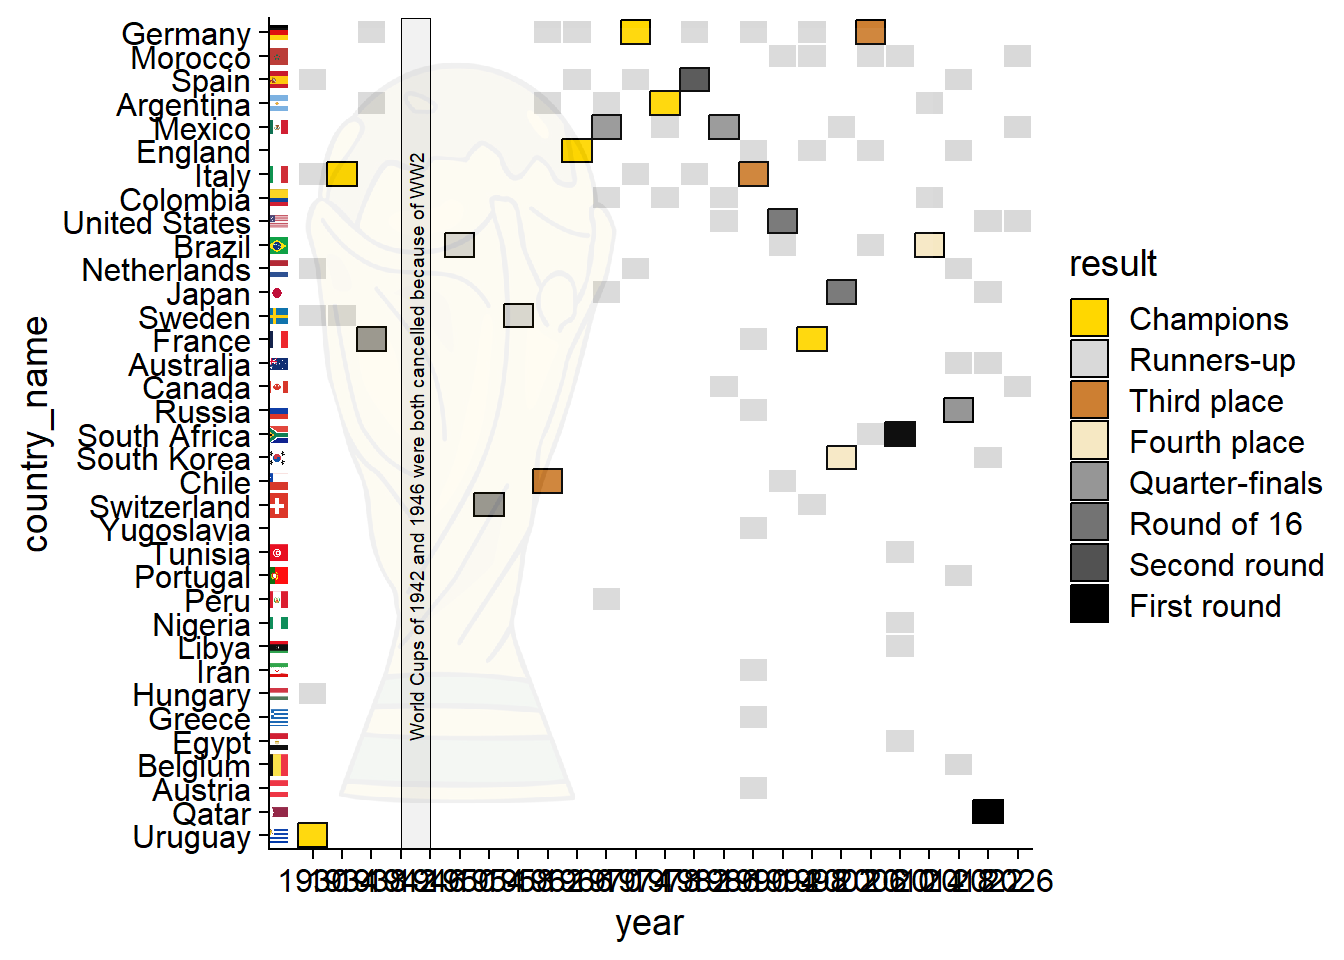 country_name
Germany
Morocco
Spain
Argentina
Mexico
England
Italy
Colombia
United States
Brazil
Netherlands
Japan
Sweden
France
Australia
Canada
Russia
South Africa
South Korea
Chile
Switzerland
Yugoslavia
Tunisia
Portugal
Peru
Nigeria
Libya
Iran
Hungary
Greece
Egypt
Belgium
Austria
Qatar
Uruguay
World Cups of 1942 and 1946 were both cancelled because of WW2
year
result
Champions
Runners-up
Third place
Fourth place
Quarter-finals
Round of 16
Second round
First round